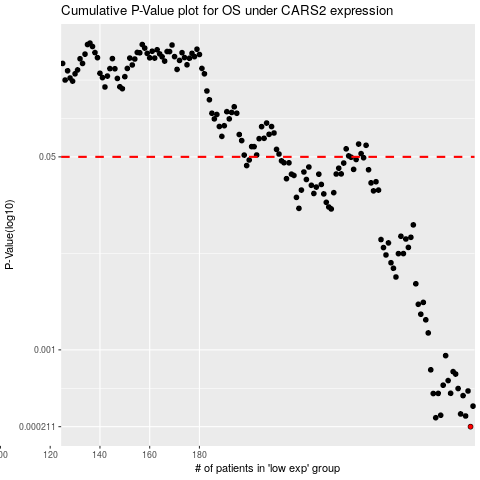 Cumulative P-Value plot for OS under CARS2 expression
P-Value(log10)
0.05
0.001
0.000211
00 120 140 160 180
# of patients in 'low exp' group